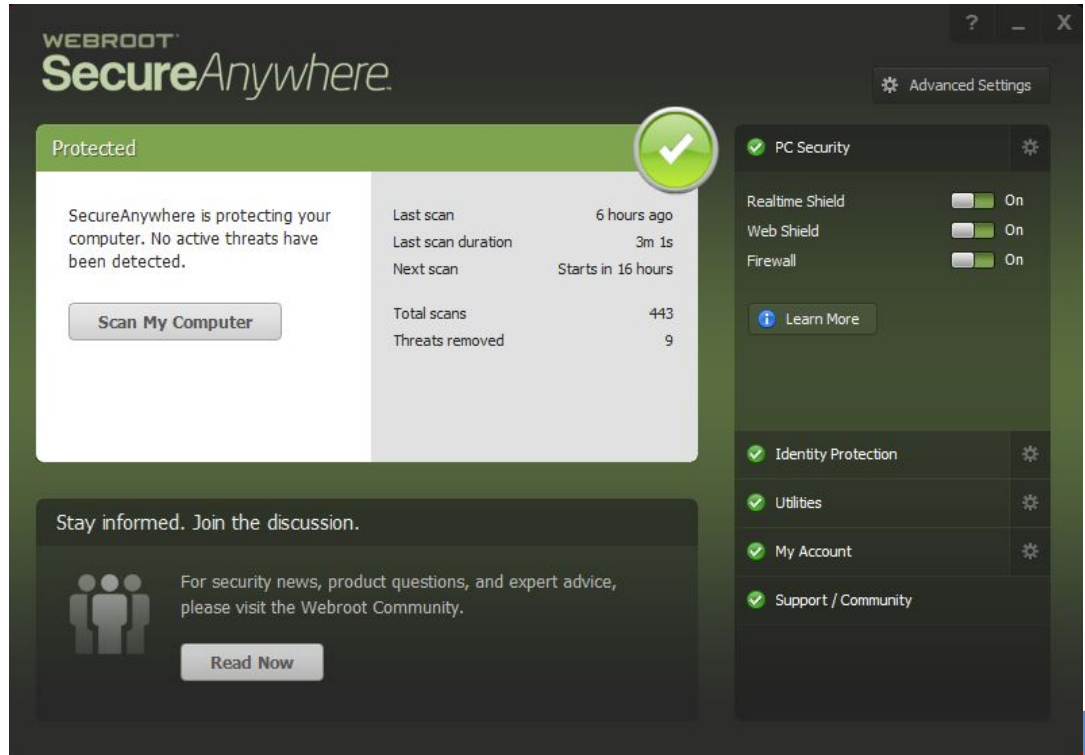 WEBROOT
SecureAnywhere.
? _ X
Advanced Settings
Protected
SecureAnywhere is protecting your
computer. No active threats have
been detected.
Scan My Computer
Last scan 6 hours ago
Last scan duration 3m 1s
Next scan Starts in 16 hours
Total scans 443
Threats removed 9
PC Security
Realtime Shield On
Web Shield On
Firewall On
Learn More
Identity Protection
Utilities
My Account
Support / Community
Stay informed. Join the discussion.
For security news, product questions, and expert advice,
please visit the Webroot Community.
Read Now